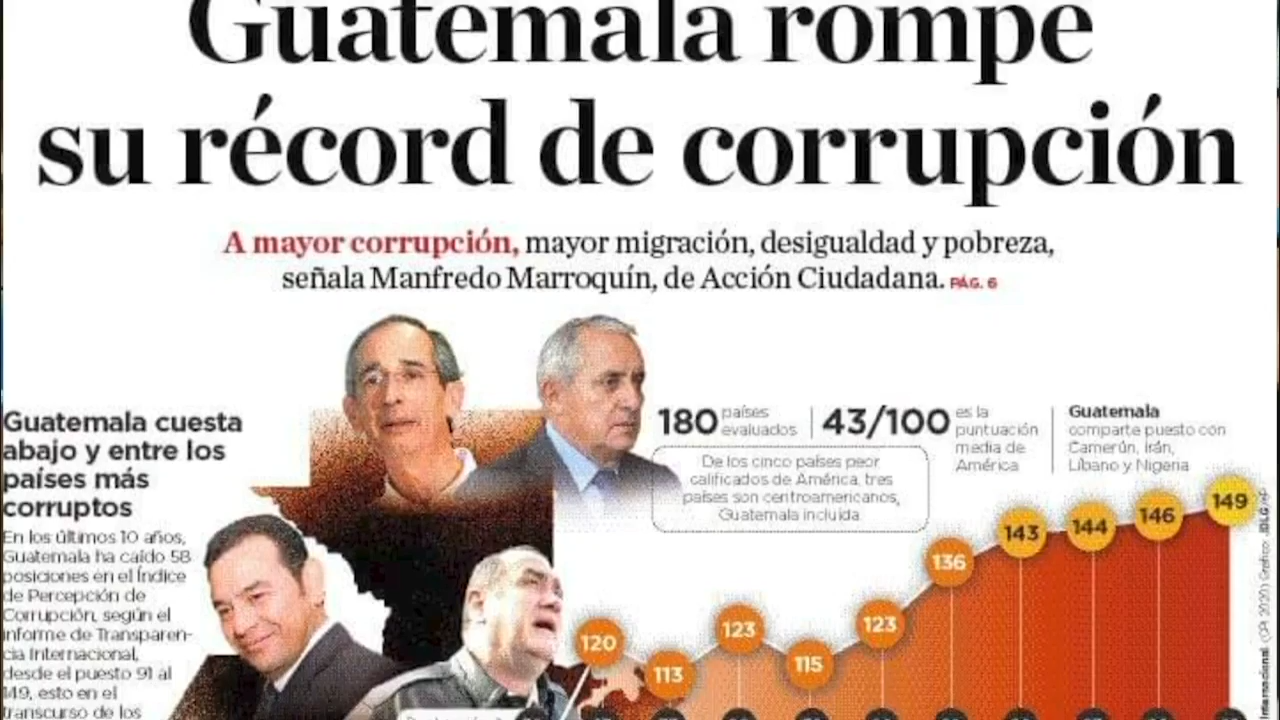 Guatemala rompe
su récord de corrupción
A mayor corrupción, mayor migración, desigualdad y pobreza,
señala Manfredo Marroquín, de Acción Ciudadana. PÁG. 6
Guatemala cuesta
abajo y entre los
países más
corruptos
En los últimos 10 años,
Guatemala ha caído 58
posiciones en el Índice
de Percepción de
Corrupción, según el
informe de Transparen-
cia Internacional,
desde el puesto 91 al
149, esto en el
transcurso de los
180 países
evaluados
43/100 es la
puntuación
media de
América
Guatemala
comparte puesto con
Camerún, Irán,
Líbano y Nigeria
De los cinco países peor
calificados de América, tres
países son centroamericanos,
Guatemala incluida.
120
113
123
115
123
136
143
144
146
149